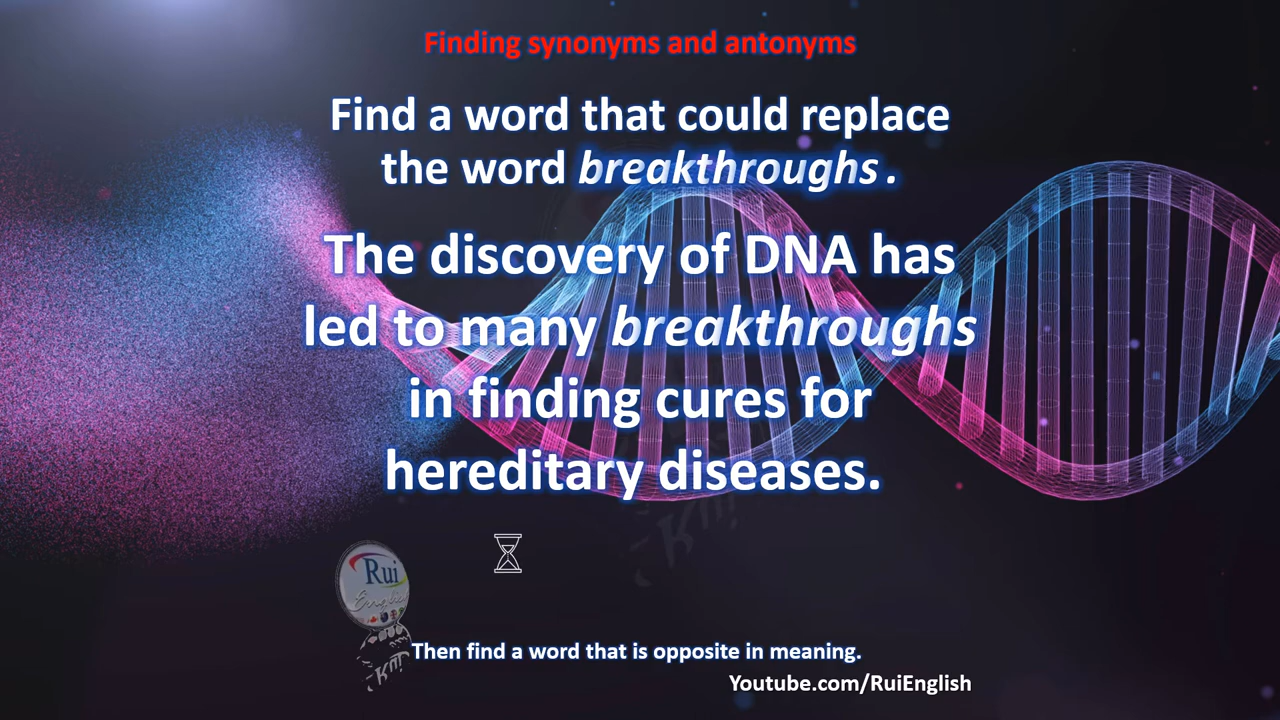 Finding synonyms and antonyms
Find a word that could replace
the word breakthroughs .
The discovery of DNA has
led to many breakthroughs
in finding cures for
hereditary diseases.
Rui
English
Then find a word that is opposite in meaning.
Youtube.com/RuiEnglish